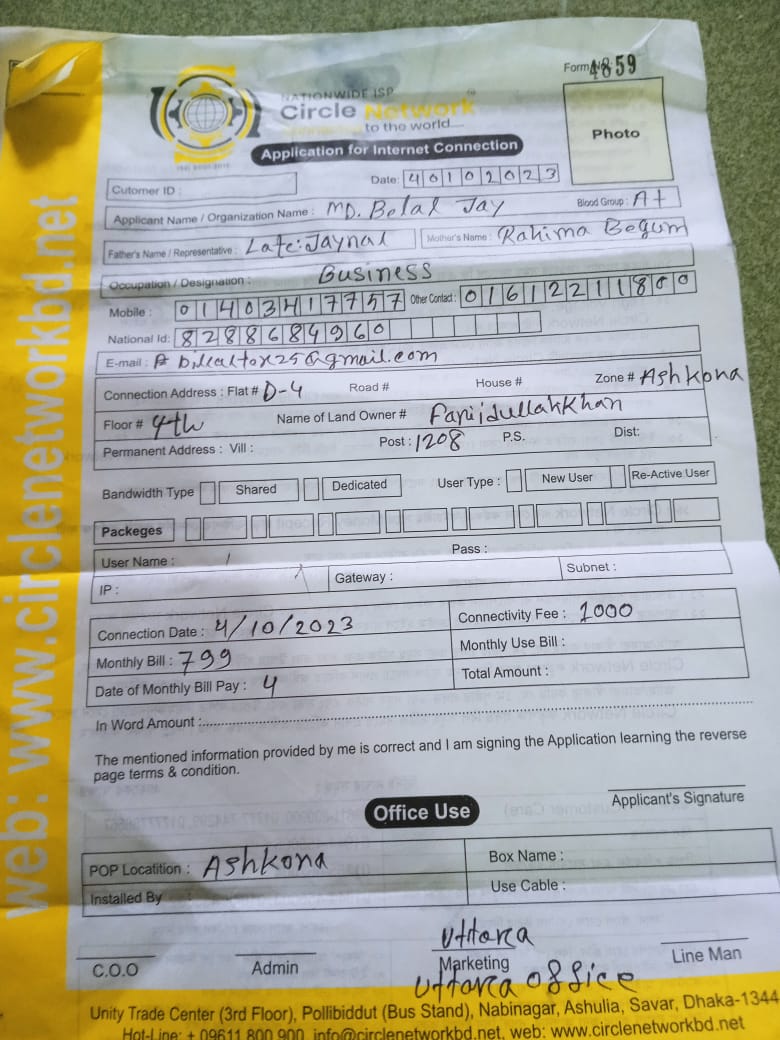 web: www.circlenetworkbd.net
Form No: 4859
NATIONWIDE ISP
Circle Network
to the world
Application for Internet Connection
Photo
Cutomer ID :
Date: 40102023
Applicant Name / Organization Name : MD. Belal Jay Blood Group : A+
Father's Name / Representative : Late: Jaynal Mother's Name : Rahima Begum
Occupation / Designation : Business
Mobile : 01403417757 Other Contact : 01612211800
National Id: 8288684960
E-mail : @gmail.com
Connection Address : Flat # D-4 Road # House # Zone # Ashkona
Floor # 4th Name of Land Owner # Khan
Permanent Address : Vill : Post : 1208 P.S. Dist:
Bandwidth Type Shared Dedicated User Type : New User Re-Active User
Packeges
User Name : Pass :
IP : Gateway : Subnet :
Connection Date : 4/10/2023 Connectivity Fee : 1000
Monthly Bill : 799 Monthly Use Bill :
Date of Monthly Bill Pay : 4 Total Amount :
In Word Amount :
The mentioned information provided by me is correct and I am signing the Application learning the reverse
page terms & condition.
Applicant's Signature
Office Use
POP Locatition : Ashkona Box Name :
Installed By Use Cable :
Uttara
C.O.O Admin Marketing Line Man
Uttara office
Unity Trade Center (3rd Floor), Pollibiddut (Bus Stand), Nabinagar, Ashulia, Savar, Dhaka-1344
Hot-Line: + 09611 800 900, info@circlenetworkbd.net, web: www.circlenetworkbd.net